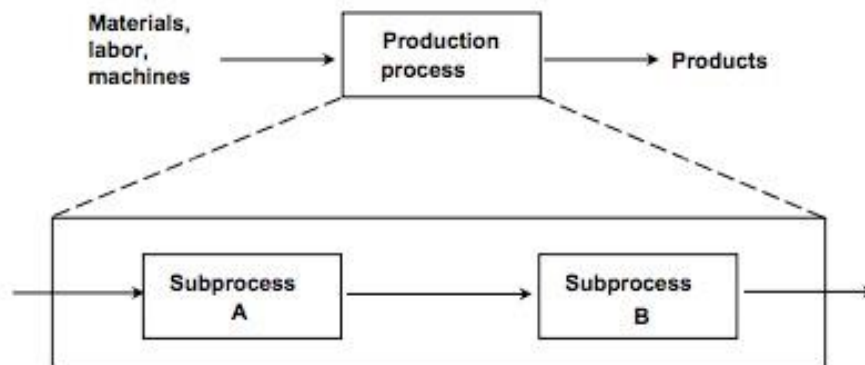 Materials,
labor,
machines
Production
process
Products
Subprocess
A
Subprocess
B